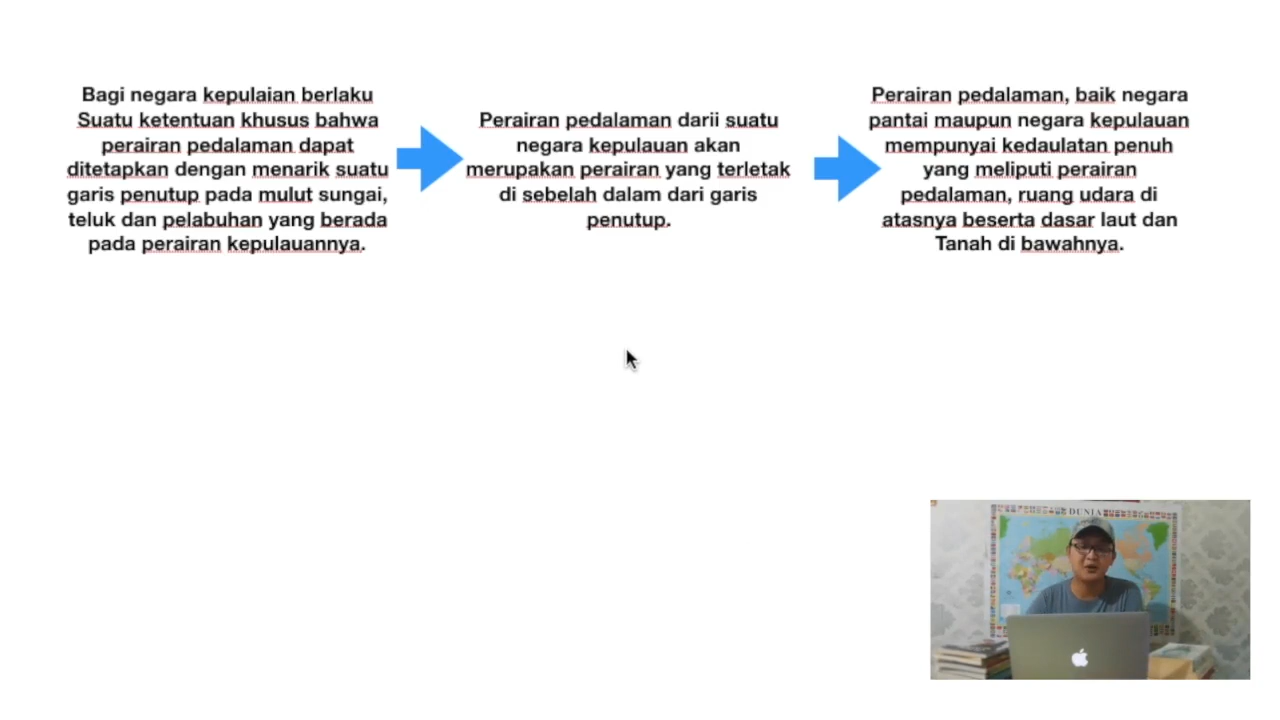 Bagi negara kepulaian berlaku
Suatu ketentuan khusus bahwa
perairan pedalaman dapat
ditetapkan dengan menarik suatu
garis penutup pada mulut sungai,
teluk dan pelabuhan yang berada
pada perairan kepulauannya.
Perairan pedalaman darii suatu
negara kepulauan akan
merupakan perairan yang terletak
di sebelah dalam dari garis
penutup.
Perairan pedalaman, baik negara
pantai maupun negara kepulauan
mempunyai kedaulatan penuh
yang meliputi perairan
pedalaman, ruang udara di
atasnya beserta dasar laut dan
Tanah di bawahnya.
DUNIA